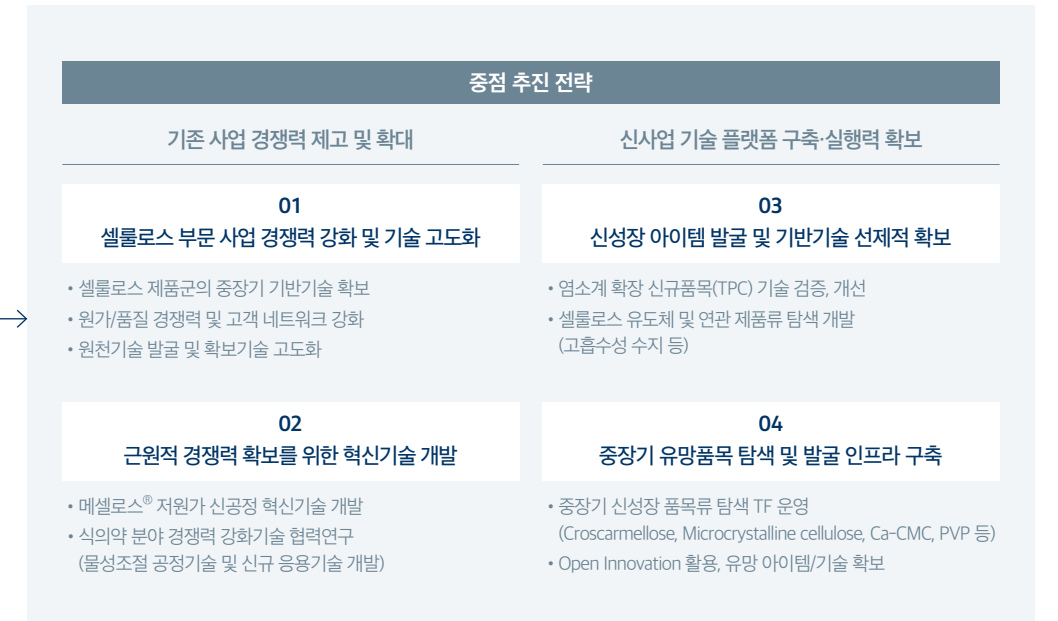 중점 추진 전략
기존 사업 경쟁력 제고 및 확대
01
셀룰로스 부문 사업 경쟁력 강화 및 기술 고도화
• 셀룰로스 제품군의 중장기 기반기술 확보
• 원가/품질 경쟁력 및 고객 네트워크 강화
• 원천기술 발굴 및 확보기술 고도화
02
근원적 경쟁력 확보를 위한 혁신기술 개발
• 메셀로스® 저원가 신공정 혁신기술 개발
• 식의약 분야 경쟁력 강화기술 협력연구
(물성조절 공정기술 및 신규 응용기술 개발)
신사업 기술 플랫폼 구축·실행력 확보
03
신성장 아이템 발굴 및 기반기술 선제적 확보
• 염소계 확장 신규품목(TPC) 기술 검증, 개선
• 셀룰로스 유도체 및 연관 제품류 탐색 개발
(고흡수성 수지 등)
04
중장기 유망품목 탐색 및 발굴 인프라 구축
• 중장기 신성장 품목류 탐색 TF 운영
(Croscarmellose, Microcrystalline cellulose, Ca-CMC, PVP 등)
• Open Innovation 활용, 유망 아이템/기술 확보